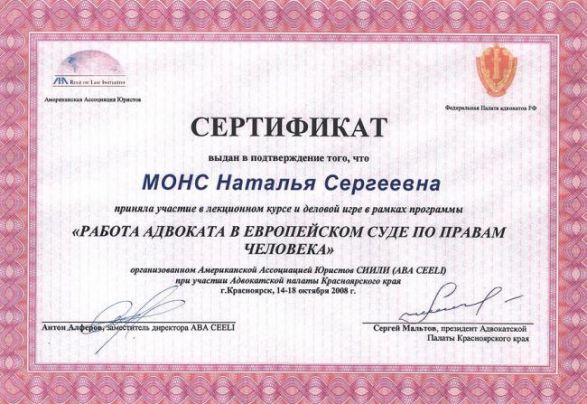 ABA RULE OF LAW INITIATIVE
Американская Ассоциация Юристов
Федеральная Палата адвокатов РФ
СЕРТИФИКАТ
выдан в подтверждение того, что
МОНС Наталья Сергеевна
приняла участие в лекционном курсе и деловой игре в рамках программы
«РАБОТА АДВОКАТА В ЕВРОПЕЙСКОМ СУДЕ ПО ПРАВАМ
ЧЕЛОВЕКА»
организованном Американской Ассоциацией Юристов СИИЛИ (ABA CEELI)
при участии Адвокатской палаты Красноярского края
г.Красноярск, 14-18 октября 2008 г.
Антон Алферов, заместитель директора ABA CEELI
Сергей Мальтов, президент Адвокатской
Палаты Красноярского края